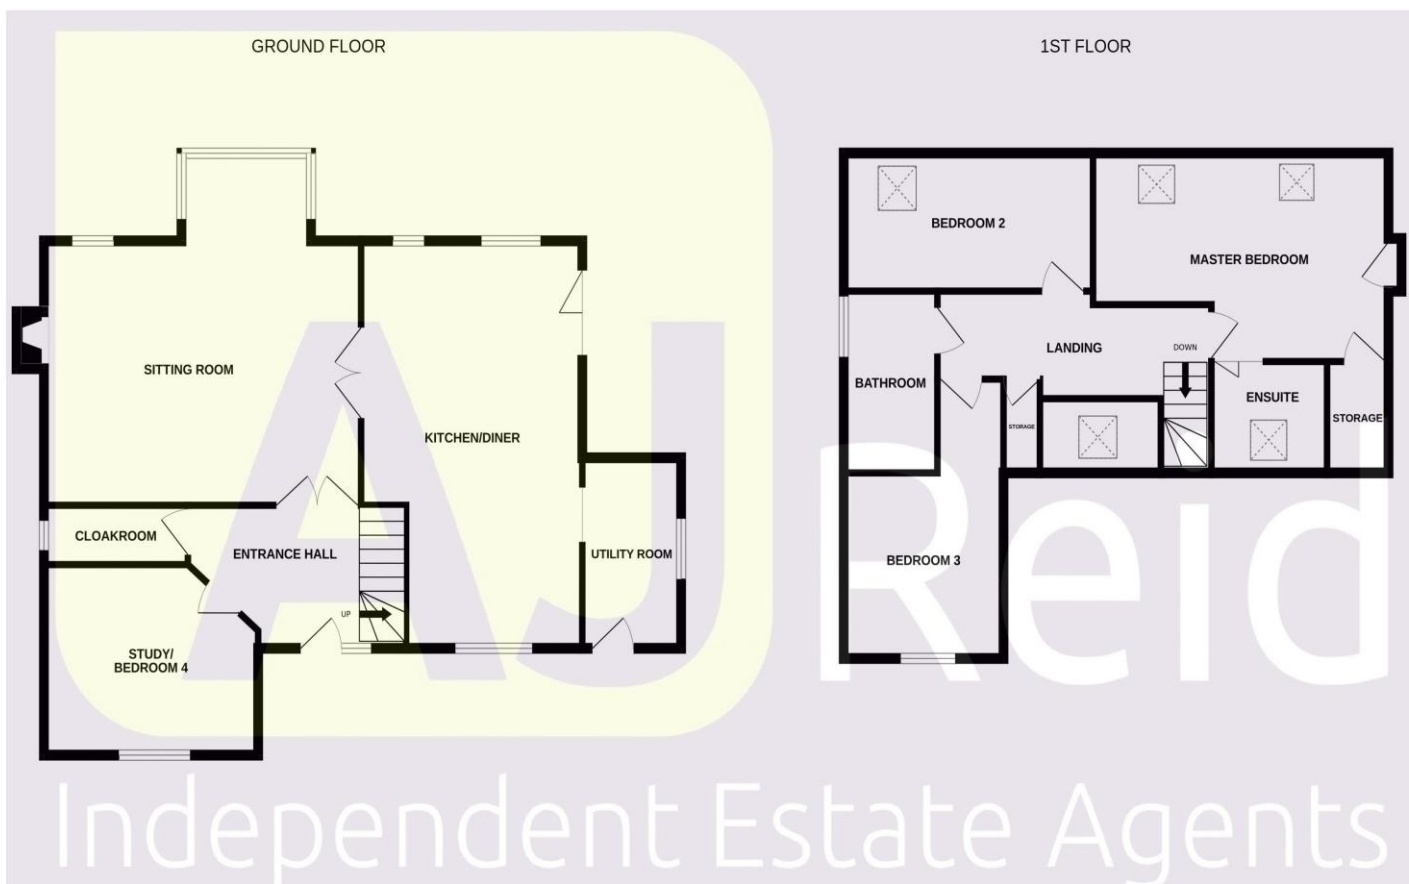 GROUND FLOOR
SITTING ROOM
KITCHEN/DINER
CLOAKROOM
ENTRANCE HALL
UTILITY ROOM
UP
STUDY/
BEDROOM 4
1ST FLOOR
BEDROOM 2
MASTER BEDROOM
LANDING
DOWN
BATHROOM
ENSUITE
STORAGE
STORAGE
BEDROOM 3
AJ Reid
Independent Estate Agents